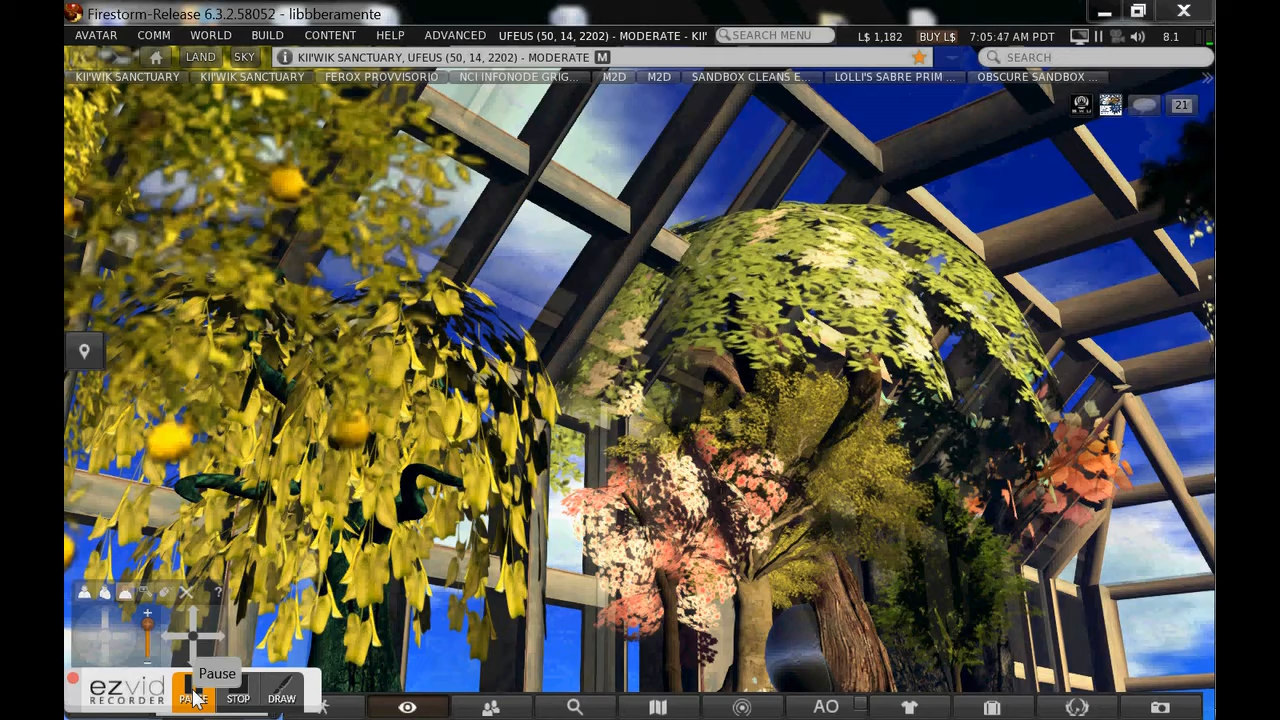 Firestorm-Release 6.3.2.58052 - libbberamente
AVATAR COMM WORLD BUILD CONTENT HELP ADVANCED UFEUS (50, 14, 2202) - MODERATE - KII' SEARCH MENU L$ 1,182 BUY L$ 7:05:47 AM PDT 8.1
LAND SKY KII'WIK SANCTUARY, UFEUS (50, 14, 2202) - MODERATE M SEARCH
KII'WIK SANCTUARY KII'WIK SANCTUARY FEROX PROVVISORIO NCI INFONODE GRIG... M2D M2D SANDBOX CLEANS E... LOLLI'S SABRE PRIM ... OBSCURE SANDBOX ...
21
?
Pause
ezvid
RECORDER
PAUSE STOP DRAW
AO